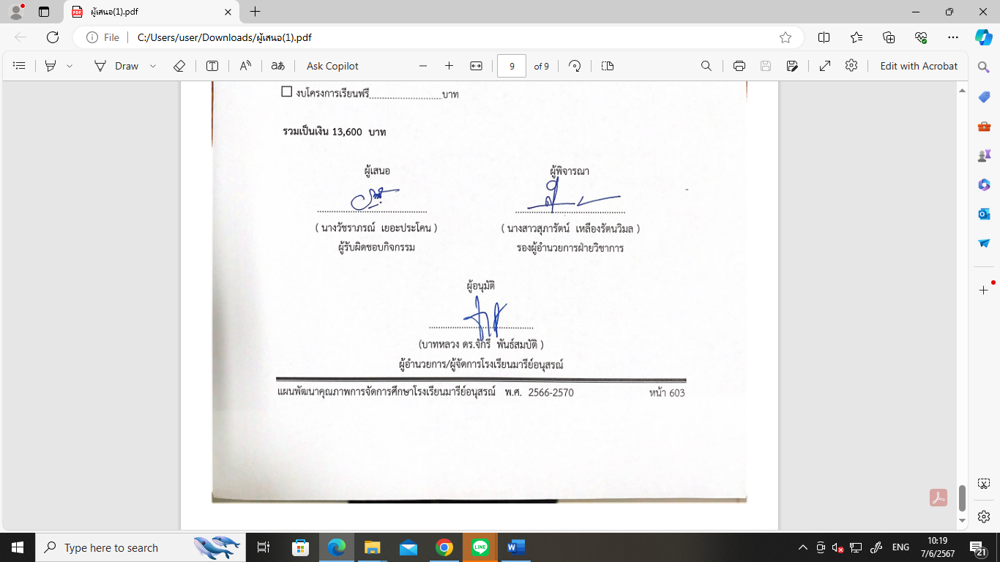 ผู้เสนอ(1).pdf
File C:/Users/user/Downloads/ผู้เสนอ(1).pdf
Draw Ask Copilot 9 of 9 Edit with Acrobat
งบโครงการเรียนฟรี........................บาท
รวมเป็นเงิน 13,600 บาท
ผู้เสนอ ผู้พิจารณา
( นางวัชราภรณ์ เยอะประโคน ) ( นางสาวสุภารัตน์ เหลืองรัตนวิมล )
ผู้รับผิดชอบกิจกรรม รองผู้อำนวยการฝ่ายวิชาการ
ผู้อนุมัติ
(บาทหลวง ดร.จักรี พันธ์สมบัติ )
ผู้อำนวยการ/ผู้จัดการโรงเรียนมารีย์อนุสรณ์
แผนพัฒนาคุณภาพการจัดการศึกษาโรงเรียนมารีย์อนุสรณ์ พ.ศ. 2566-2570 หน้า 603
Type here to search
ENG
10:19
7/6/2567
21